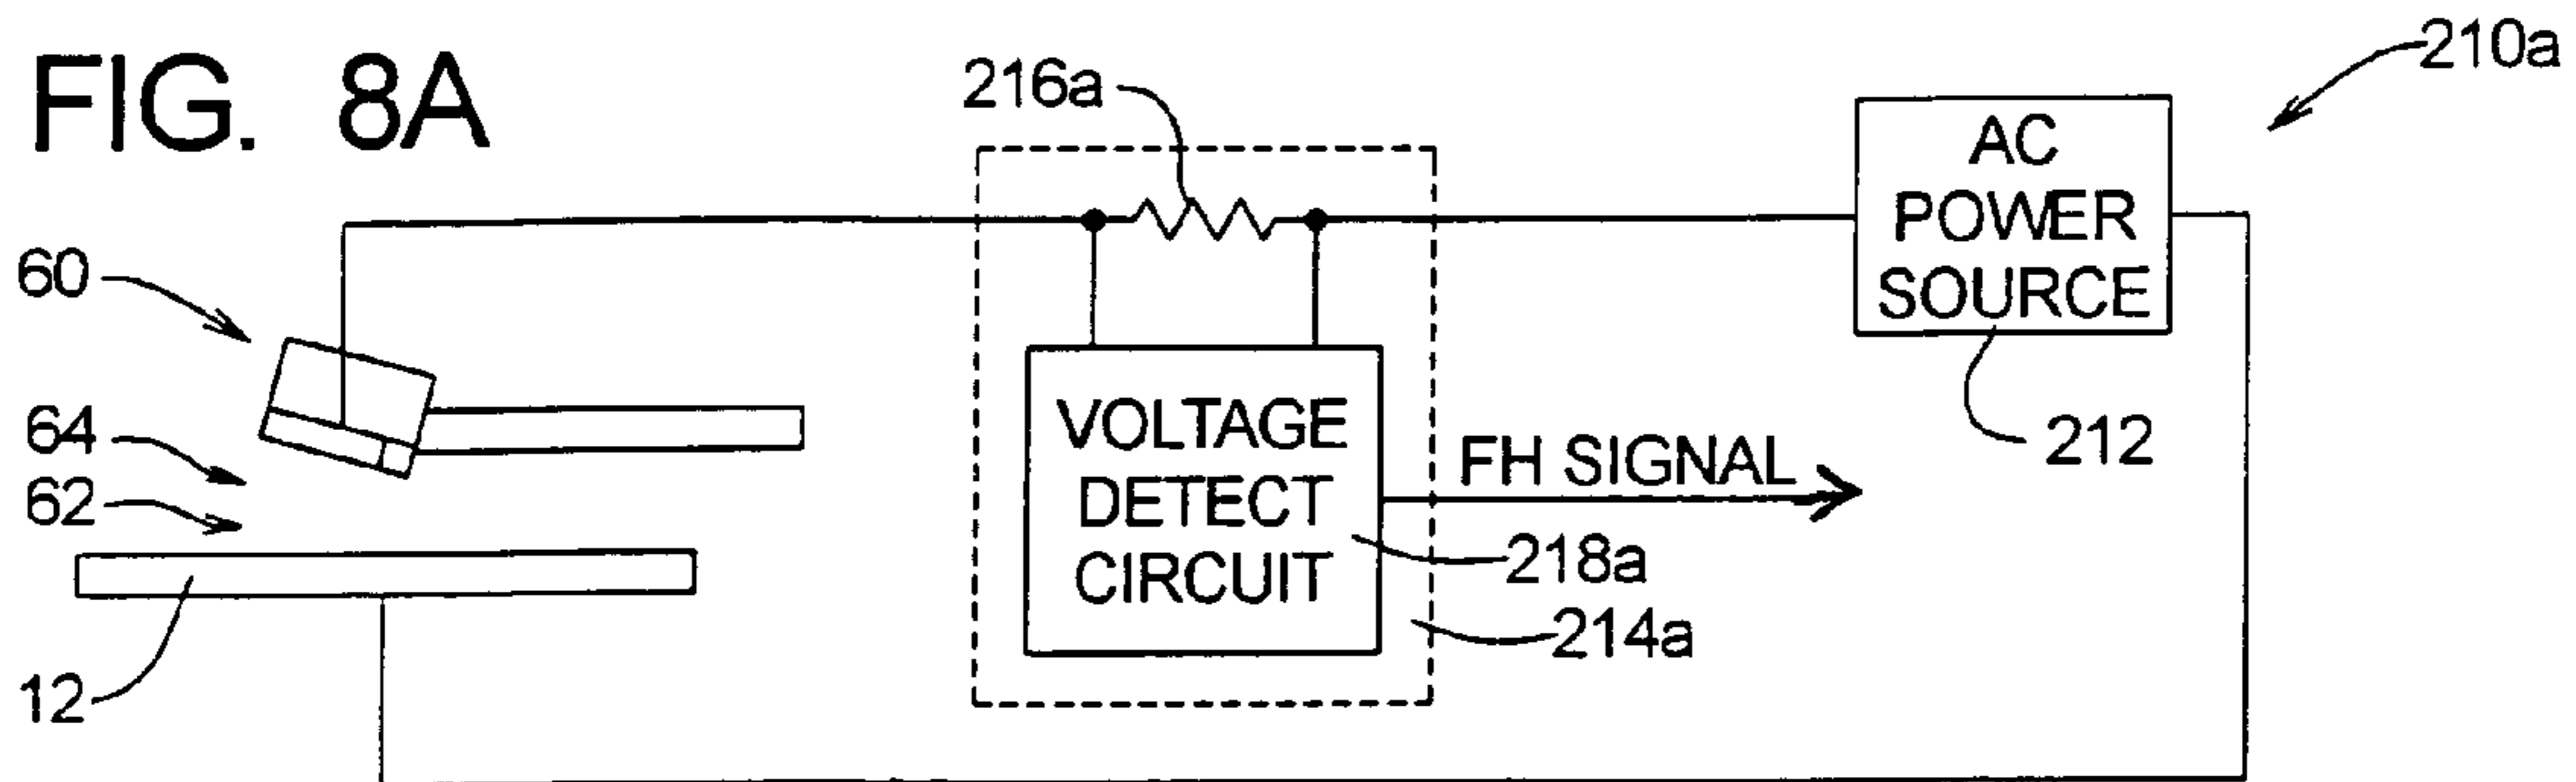 FIG. 8A
216a
210a
AC
POWER
SOURCE
60
64
62
12
VOLTAGE
DETECT
CIRCUIT
FH SIGNAL
212
218a
214a